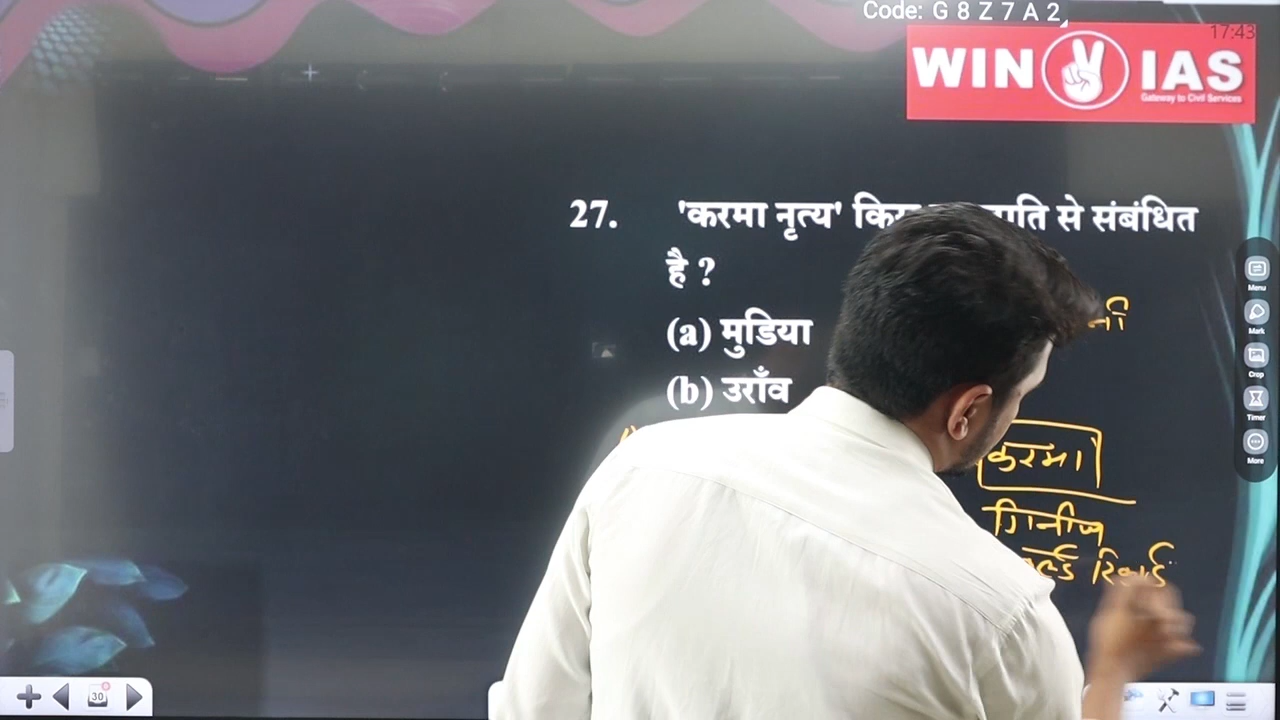 Code: G 8 Z 7 A 2
17:43
WIN IAS
Gateway to Civil Services
27. 'करमा नृत्य' से संबंधित
है ?
(a) मुडिया
(b) उराँव
करमा
गिनीज
रिकार्ड
Menu
Mark
Crop
Timer
More
30